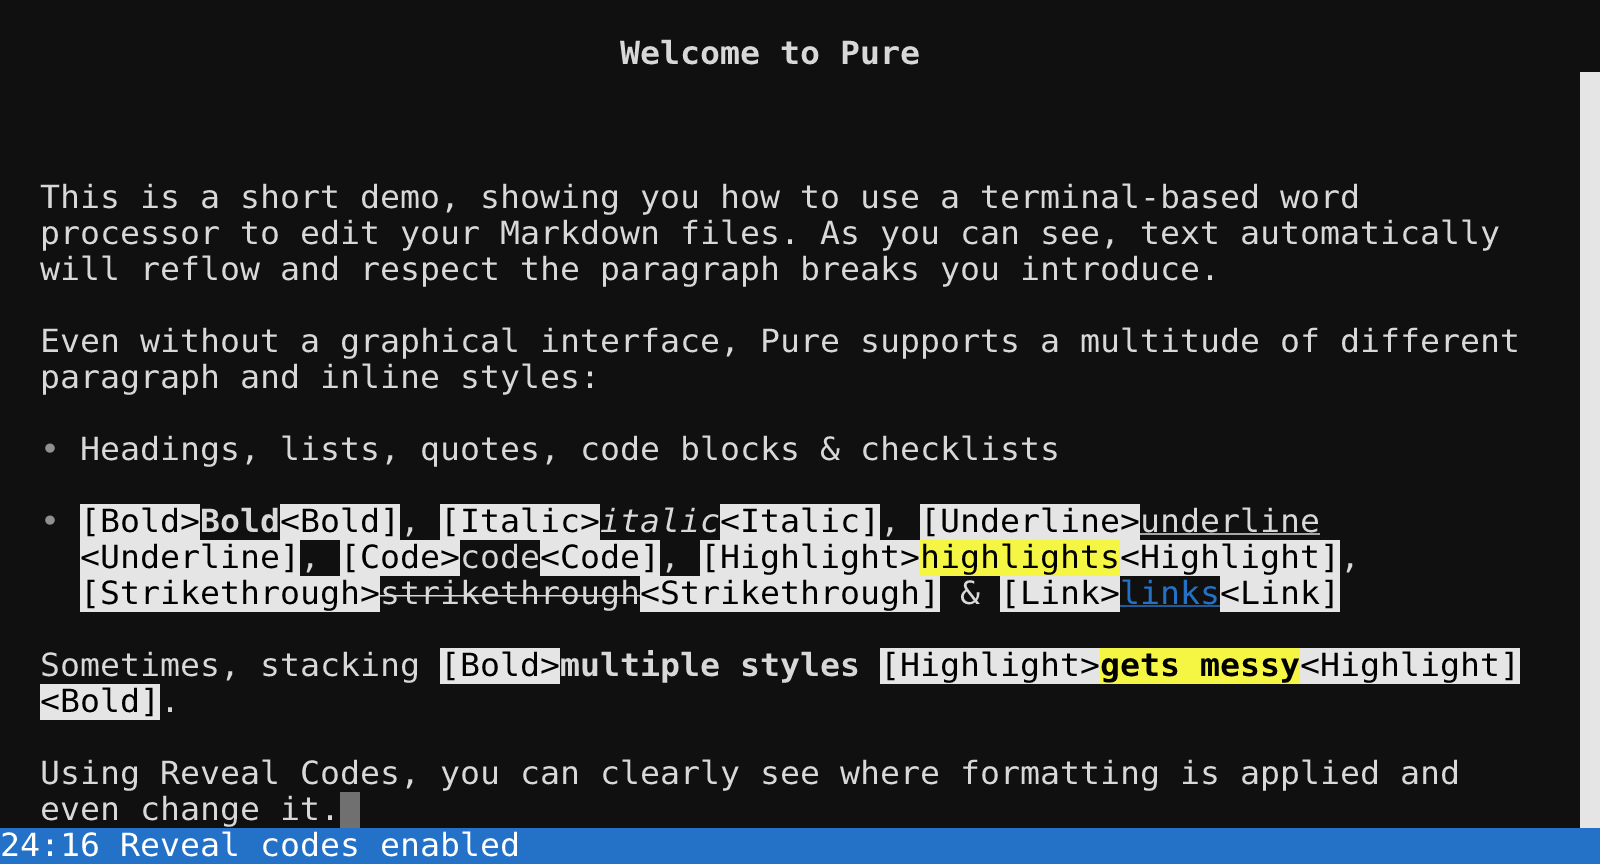 Welcome to Pure
This is a short demo, showing you how to use a terminal-based word
processor to edit your Markdown files. As you can see, text automatically
will reflow and respect the paragraph breaks you introduce.
Even without a graphical interface, Pure supports a multitude of different
paragraph and inline styles:
• Headings, lists, quotes, code blocks & checklists
• [Bold>Bold<Bold], [Italic>italic<Italic], [Underline>underline
<Underline], [Code>code<Code], [Highlight>highlights<Highlight],
[Strikethrough>strikethrough<Strikethrough] & [Link>links<Link]
Sometimes, stacking [Bold>multiple styles [Highlight>gets messy<Highlight]
<Bold].
Using Reveal Codes, you can clearly see where formatting is applied and
even change it.
24:16 Reveal codes enabled